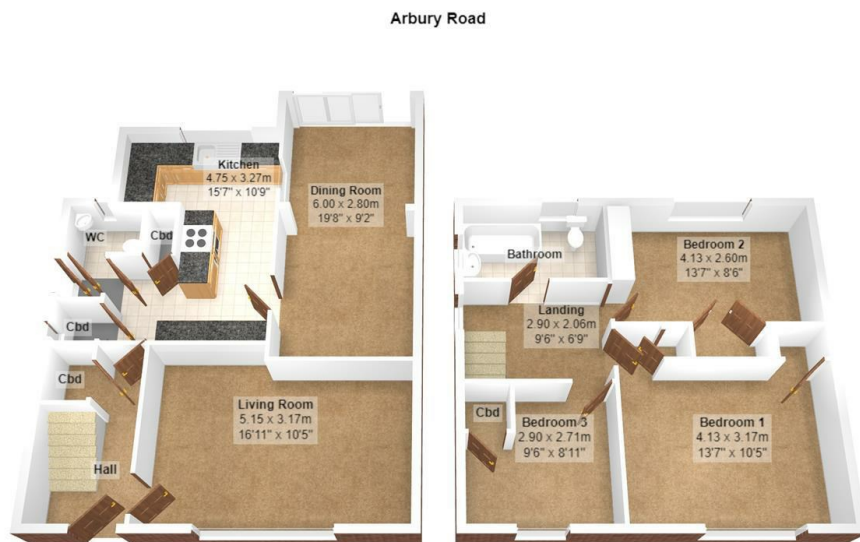 Arbury Road
Kitchen
4.75 x 3.27m
15'7" x 10'9"
Dining Room
6.00 x 2.80m
19'8" x 9'2"
WC
Cbd
Cbd
Cbd
Living Room
5.15 x 3.17m
16'11" x 10'5"
Hall
Bathroom
Bedroom 2
4.13 x 2.60m
13'7" x 8'6"
Landing
2.90 x 2.06m
9'6" x 6'9"
Cbd
Bedroom 3
2.90 x 2.71m
9'6" x 8'11"
Bedroom 1
4.13 x 3.17m
13'7" x 10'5"